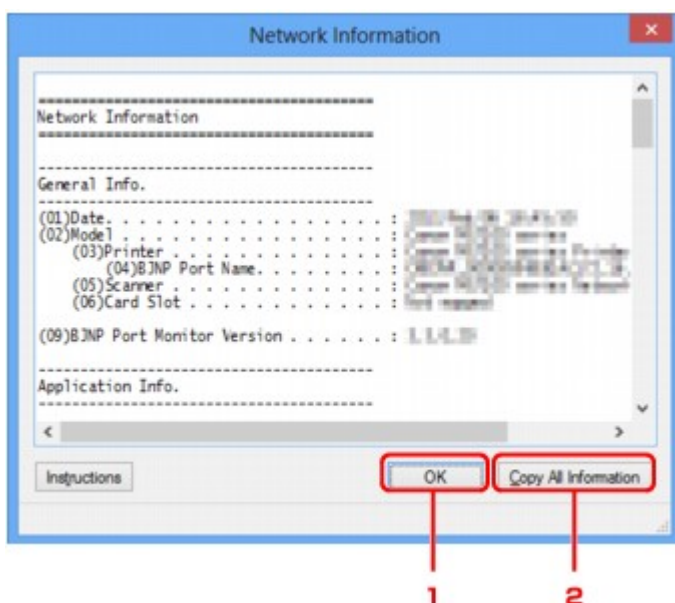 Network Information
========================================
Network Information
========================================
----------------------------------------
General Info.
----------------------------------------
(01)Date. . . . . . . . . . . . . . . . . . . . . :
(02)Model . . . . . . . . . . . . . . . . . . . . :
(03)Printer . . . . . . . . . . . . . . . . :
(04)BJNP Port Name. . . . . . . . . :
(05)Scanner . . . . . . . . . . . . . . . . :
(06)Card Slot . . . . . . . . . . . . . . . :
(09)BJNP Port Monitor Version . . . . . . :
----------------------------------------
Application Info.
----------------------------------------
Instructions
OK
Copy All Information
1
2